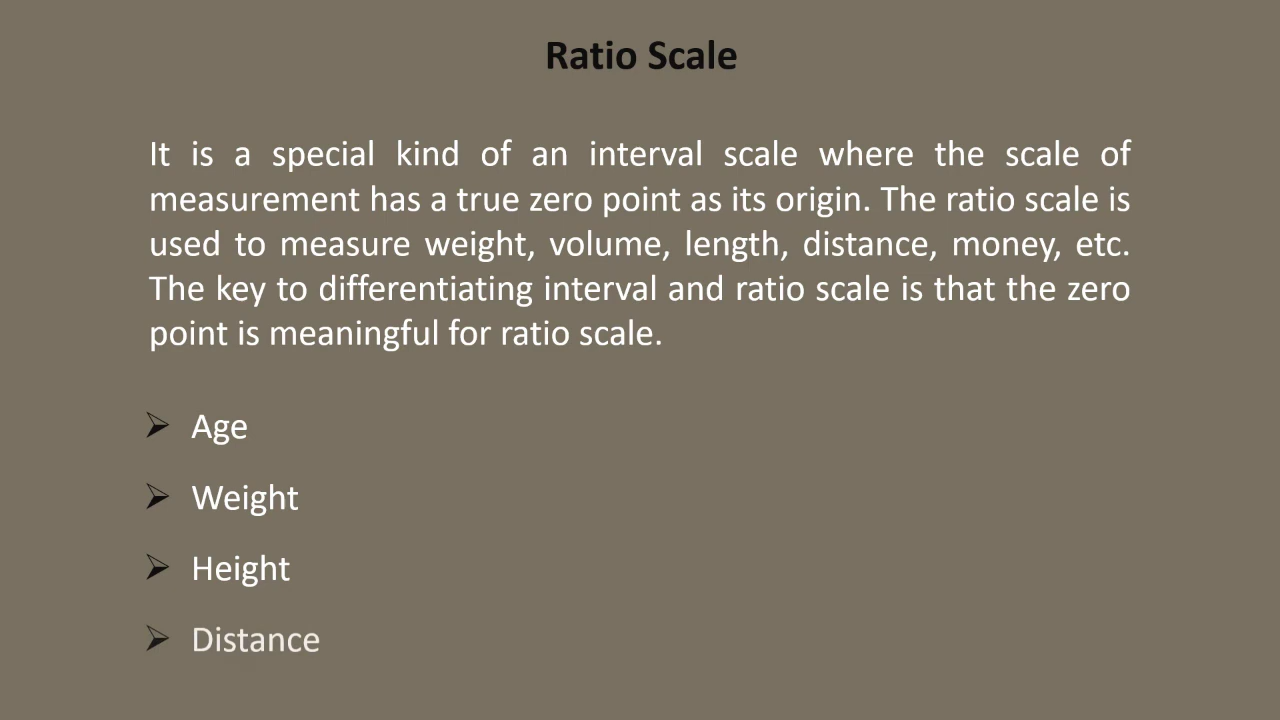 Ratio Scale
It is a special kind of an interval scale where the scale of
measurement has a true zero point as its origin. The ratio scale is
used to measure weight, volume, length, distance, money, etc.
The key to differentiating interval and ratio scale is that the zero
point is meaningful for ratio scale.
➢ Age
➢ Weight
➢ Height
➢ Distance